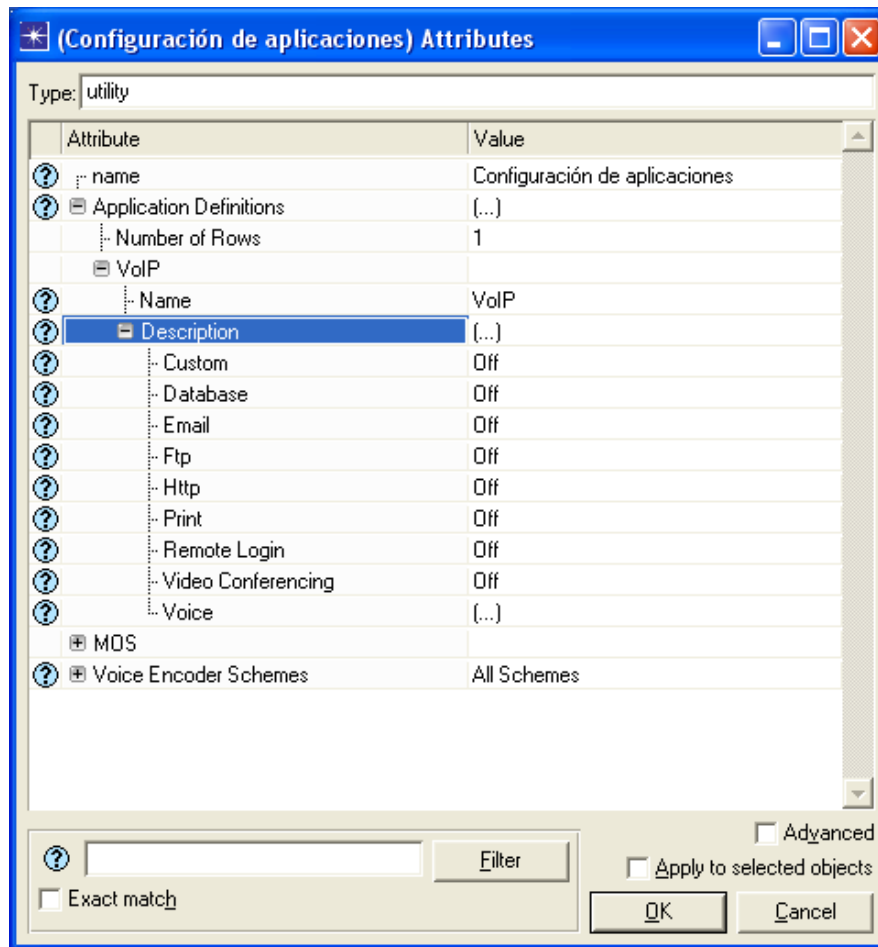 (Configuración de aplicaciones) Attributes
Type: utility
Attribute Value
name Configuración de aplicaciones
Application Definitions (...)
Number of Rows 1
VoIP
Name VoIP
Description (...)
Custom Off
Database Off
Email Off
Ftp Off
Http Off
Print Off
Remote Login Off
Video Conferencing Off
Voice (...)
MOS
Voice Encoder Schemes All Schemes
Advanced
Filter
Apply to selected objects
Exact match
OK Cancel